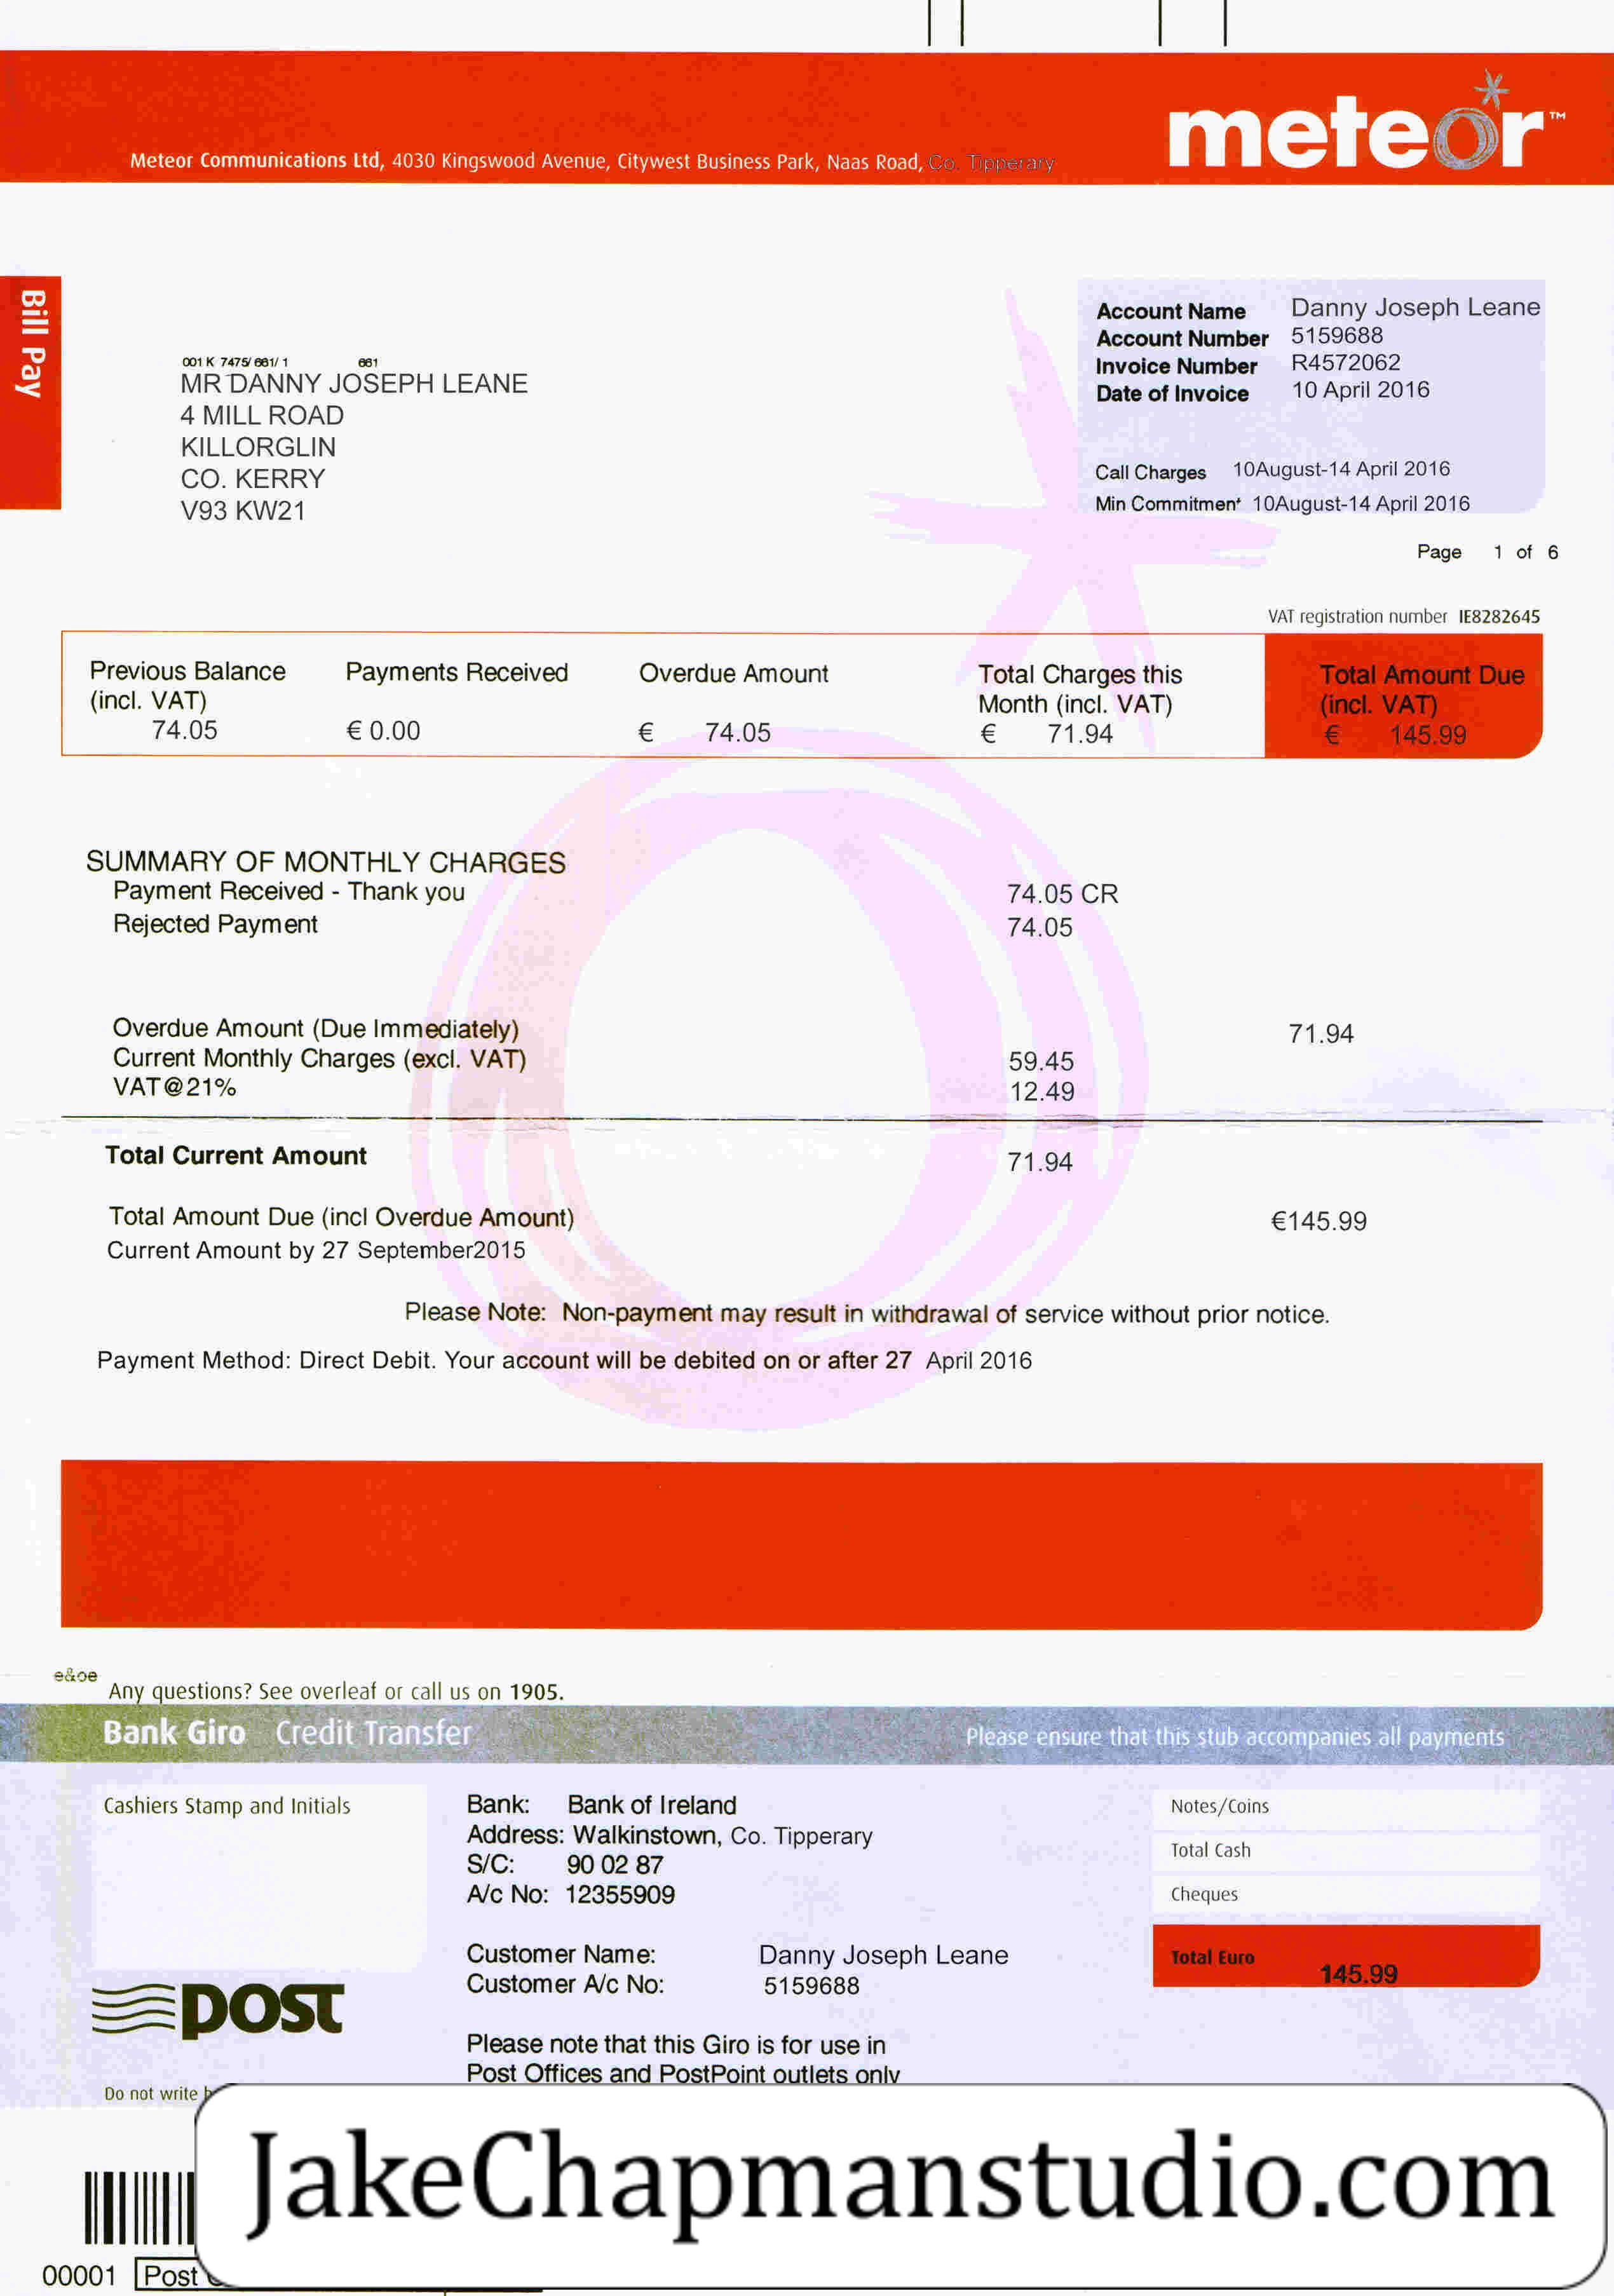 meteor™
Meteor Communications Ltd, 4030 Kingswood Avenue, Citywest Business Park, Naas Road, Co. Tipperary
Bill Pay
Account Name Danny Joseph Leane
Account Number 5159688
Invoice Number R4572062
Date of Invoice 10 April 2016
001 K 7475/ 661/ 1 661
MR DANNY JOSEPH LEANE
4 MILL ROAD
KILLORGLIN
CO. KERRY
V93 KW21
Call Charges 10August-14 April 2016
Min Commitment 10August-14 April 2016
Page 1 of 6
VAT registration number IE8282645
Previous Balance Payments Received Overdue Amount Total Charges this Total Amount Due
(incl. VAT) Month (incl. VAT) (incl. VAT)
74.05 € 0.00 € 74.05 € 71.94 € 145.99
SUMMARY OF MONTHLY CHARGES
Payment Received - Thank you 74.05 CR
Rejected Payment 74.05
Overdue Amount (Due Immediately) 71.94
Current Monthly Charges (excl. VAT) 59.45
VAT@21% 12.49
Total Current Amount 71.94
Total Amount Due (incl Overdue Amount) €145.99
Current Amount by 27 September2015
Please Note: Non-payment may result in withdrawal of service without prior notice.
Payment Method: Direct Debit. Your account will be debited on or after 27 April 2016
e&oe
Any questions? See overleaf or call us on 1905.
Bank Giro Credit Transfer Please ensure that this stub accompanies all payments
Cashiers Stamp and Initials
Bank: Bank of Ireland
Address: Walkinstown, Co. Tipperary
S/C: 90 02 87
A/c No: 12355909
Notes/Coins
Total Cash
Cheques
Total Euro 145.99
Customer Name: Danny Joseph Leane
Customer A/c No: 5159688
post
Please note that this Giro is for use in
Post Offices and PostPoint outlets only
Do not write
JakeChapmanstudio.com
00001 Post